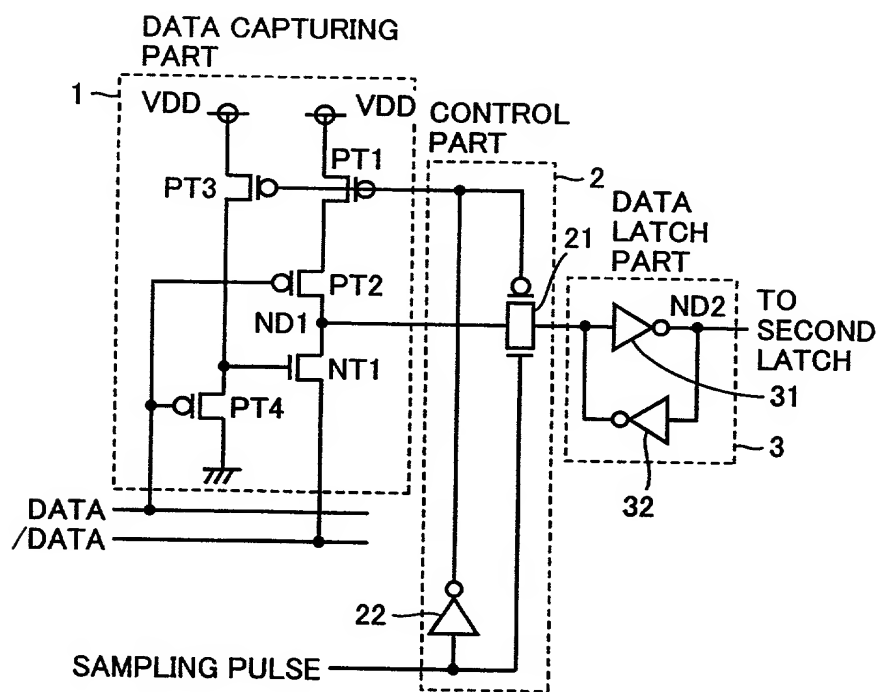 DATA CAPTURING
PART
1
VDD
VDD
CONTROL
PART
PT1
PT3
2
DATA
LATCH
PART
21
PT2
ND1
ND2
TO
SECOND
LATCH
NT1
PT4
31
3
32
DATA
/DATA
22
SAMPLING PULSE